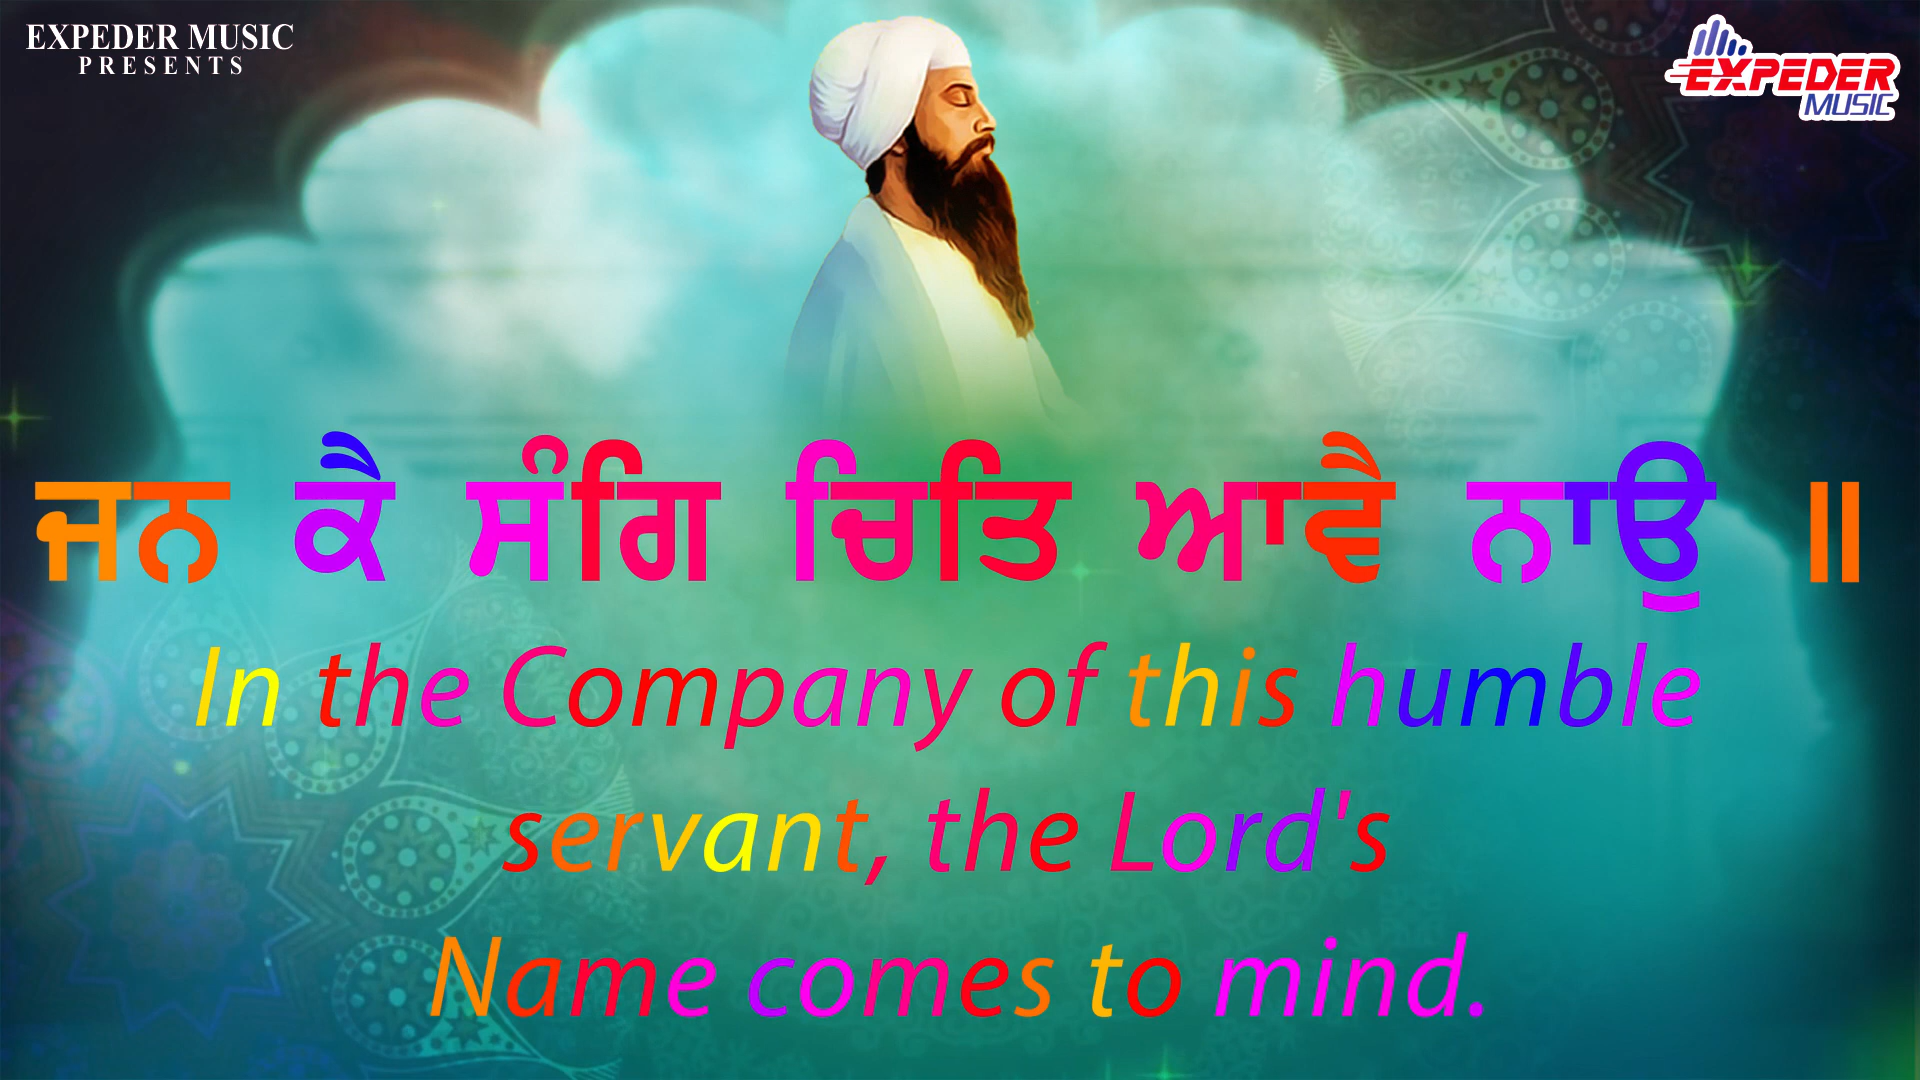 EXPEDER MUSIC
PRESENTS
EXPEDER
MUSIC
ਜਨ ਕੈ ਸੰਗਿ ਚਿਤਿ ਆਵੈ ਨਾਉ ॥
In the Company of this humble
servant, the Lord's
Name comes to mind.